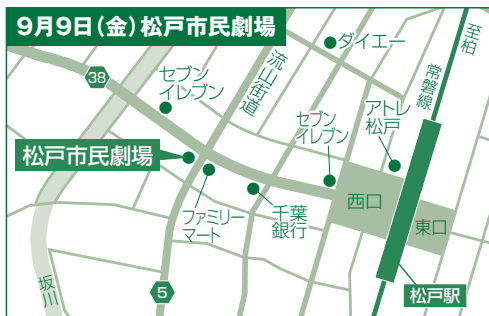 9月9日(金)松戸市民劇場
ダイエー
至柏
常磐線
38
セブン
イレブン
流山街道
セブン
イレブン
アトレ
松戸
松戸市民劇場
ファミリー
マート
千葉
銀行
西口
東口
坂川
5
松戸駅